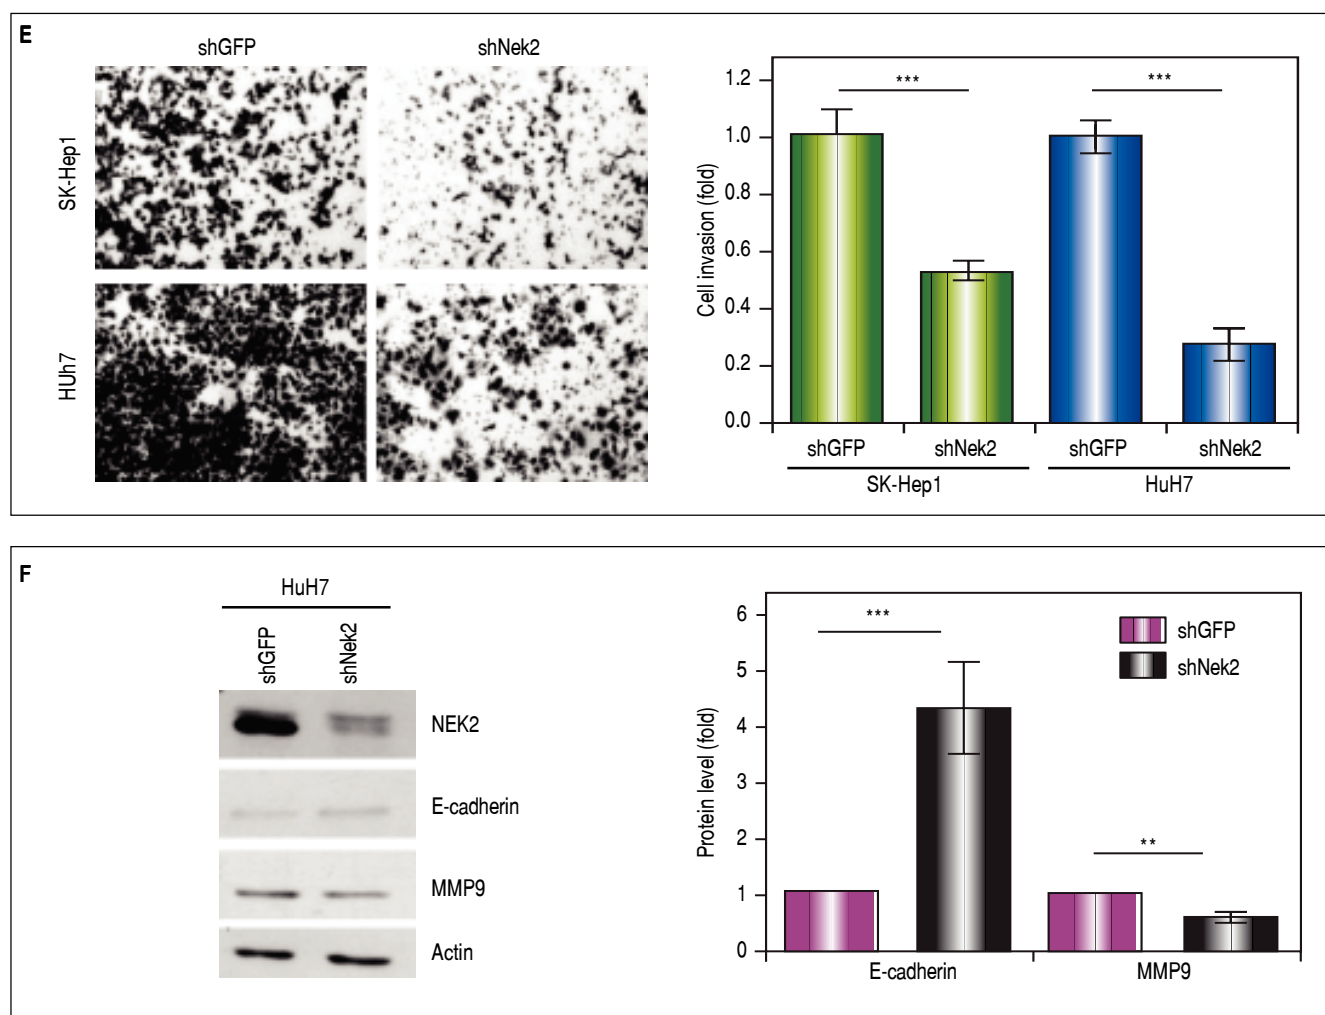 E
shGFP
shNek2
SK-Hep1
HUh7
Cell invasion (fold)
1.2
1.0
0.8
0.6
0.4
0.2
0.0
***
***
shGFP
shNek2
shGFP
shNek2
SK-Hep1
HuH7
F
HuH7
shGFP
shNek2
NEK2
E-cadherin
MMP9
Actin
Protein level (fold)
6
5
4
3
2
1
0
***
**
shGFP
shNek2
E-cadherin
MMP9